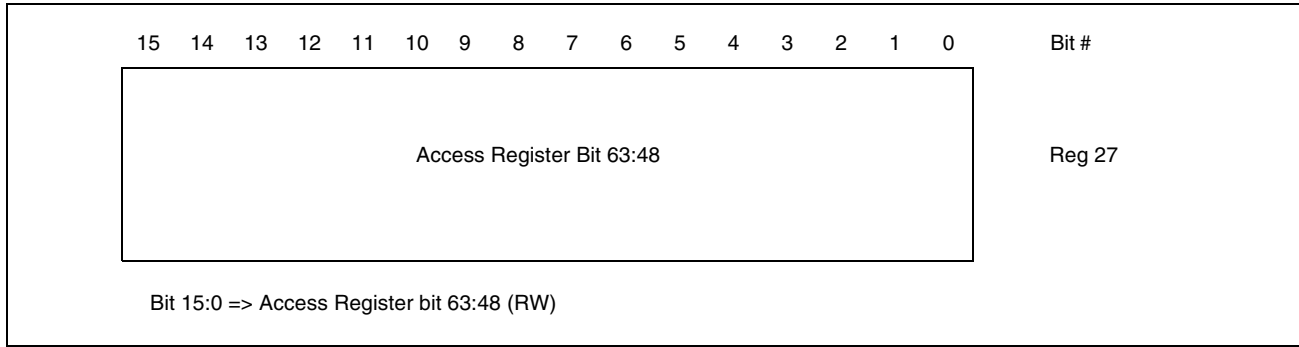 15 14 13 12 11 10 9 8 7 6 5 4 3 2 1 0 Bit #
Access Register Bit 63:48 Reg 27
Bit 15:0 => Access Register bit 63:48 (RW)